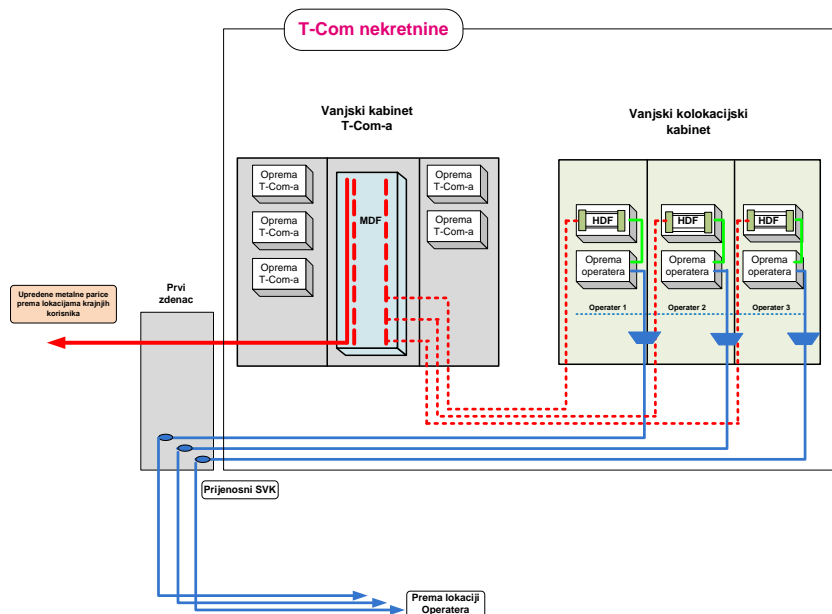 T-Com nekretnine
Vanjski kabinet
T-Com-a
Vanjski kolokacijski
kabinet
Oprema
T-Com-a
Oprema
T-Com-a
Oprema
T-Com-a
MDF
Oprema
T-Com-a
Oprema
T-Com-a
HDF
HDF
HDF
Oprema
operatera
Oprema
operatera
Oprema
operatera
Operater 1
Operater 2
Operater 3
Upredene metalne parice
prema lokacijama krajnjih
korisnika
Prvi
zdenac
Prijenosni SVK
Prema lokaciji
Operatera